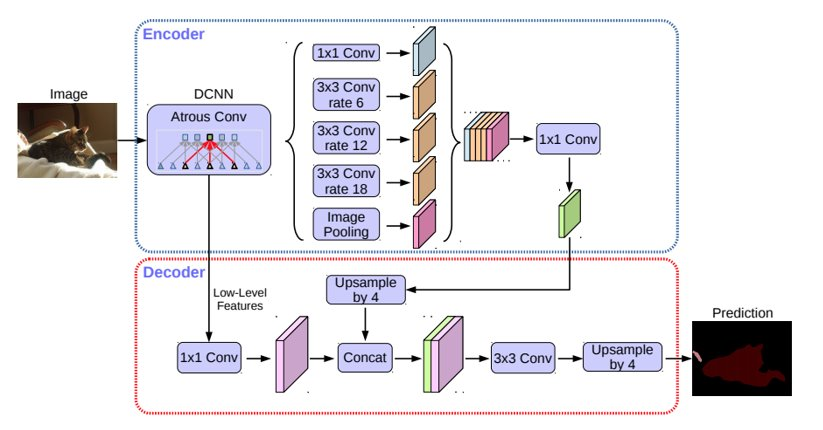 Encoder
Image
DCNN
Atrous Conv
1x1 Conv
3x3 Conv
rate 6
3x3 Conv
rate 12
3x3 Conv
rate 18
Image
Pooling
1x1 Conv
Decoder
Low-Level
Features
Upsample
by 4
1x1 Conv
Concat
3x3 Conv
Upsample
by 4
Prediction